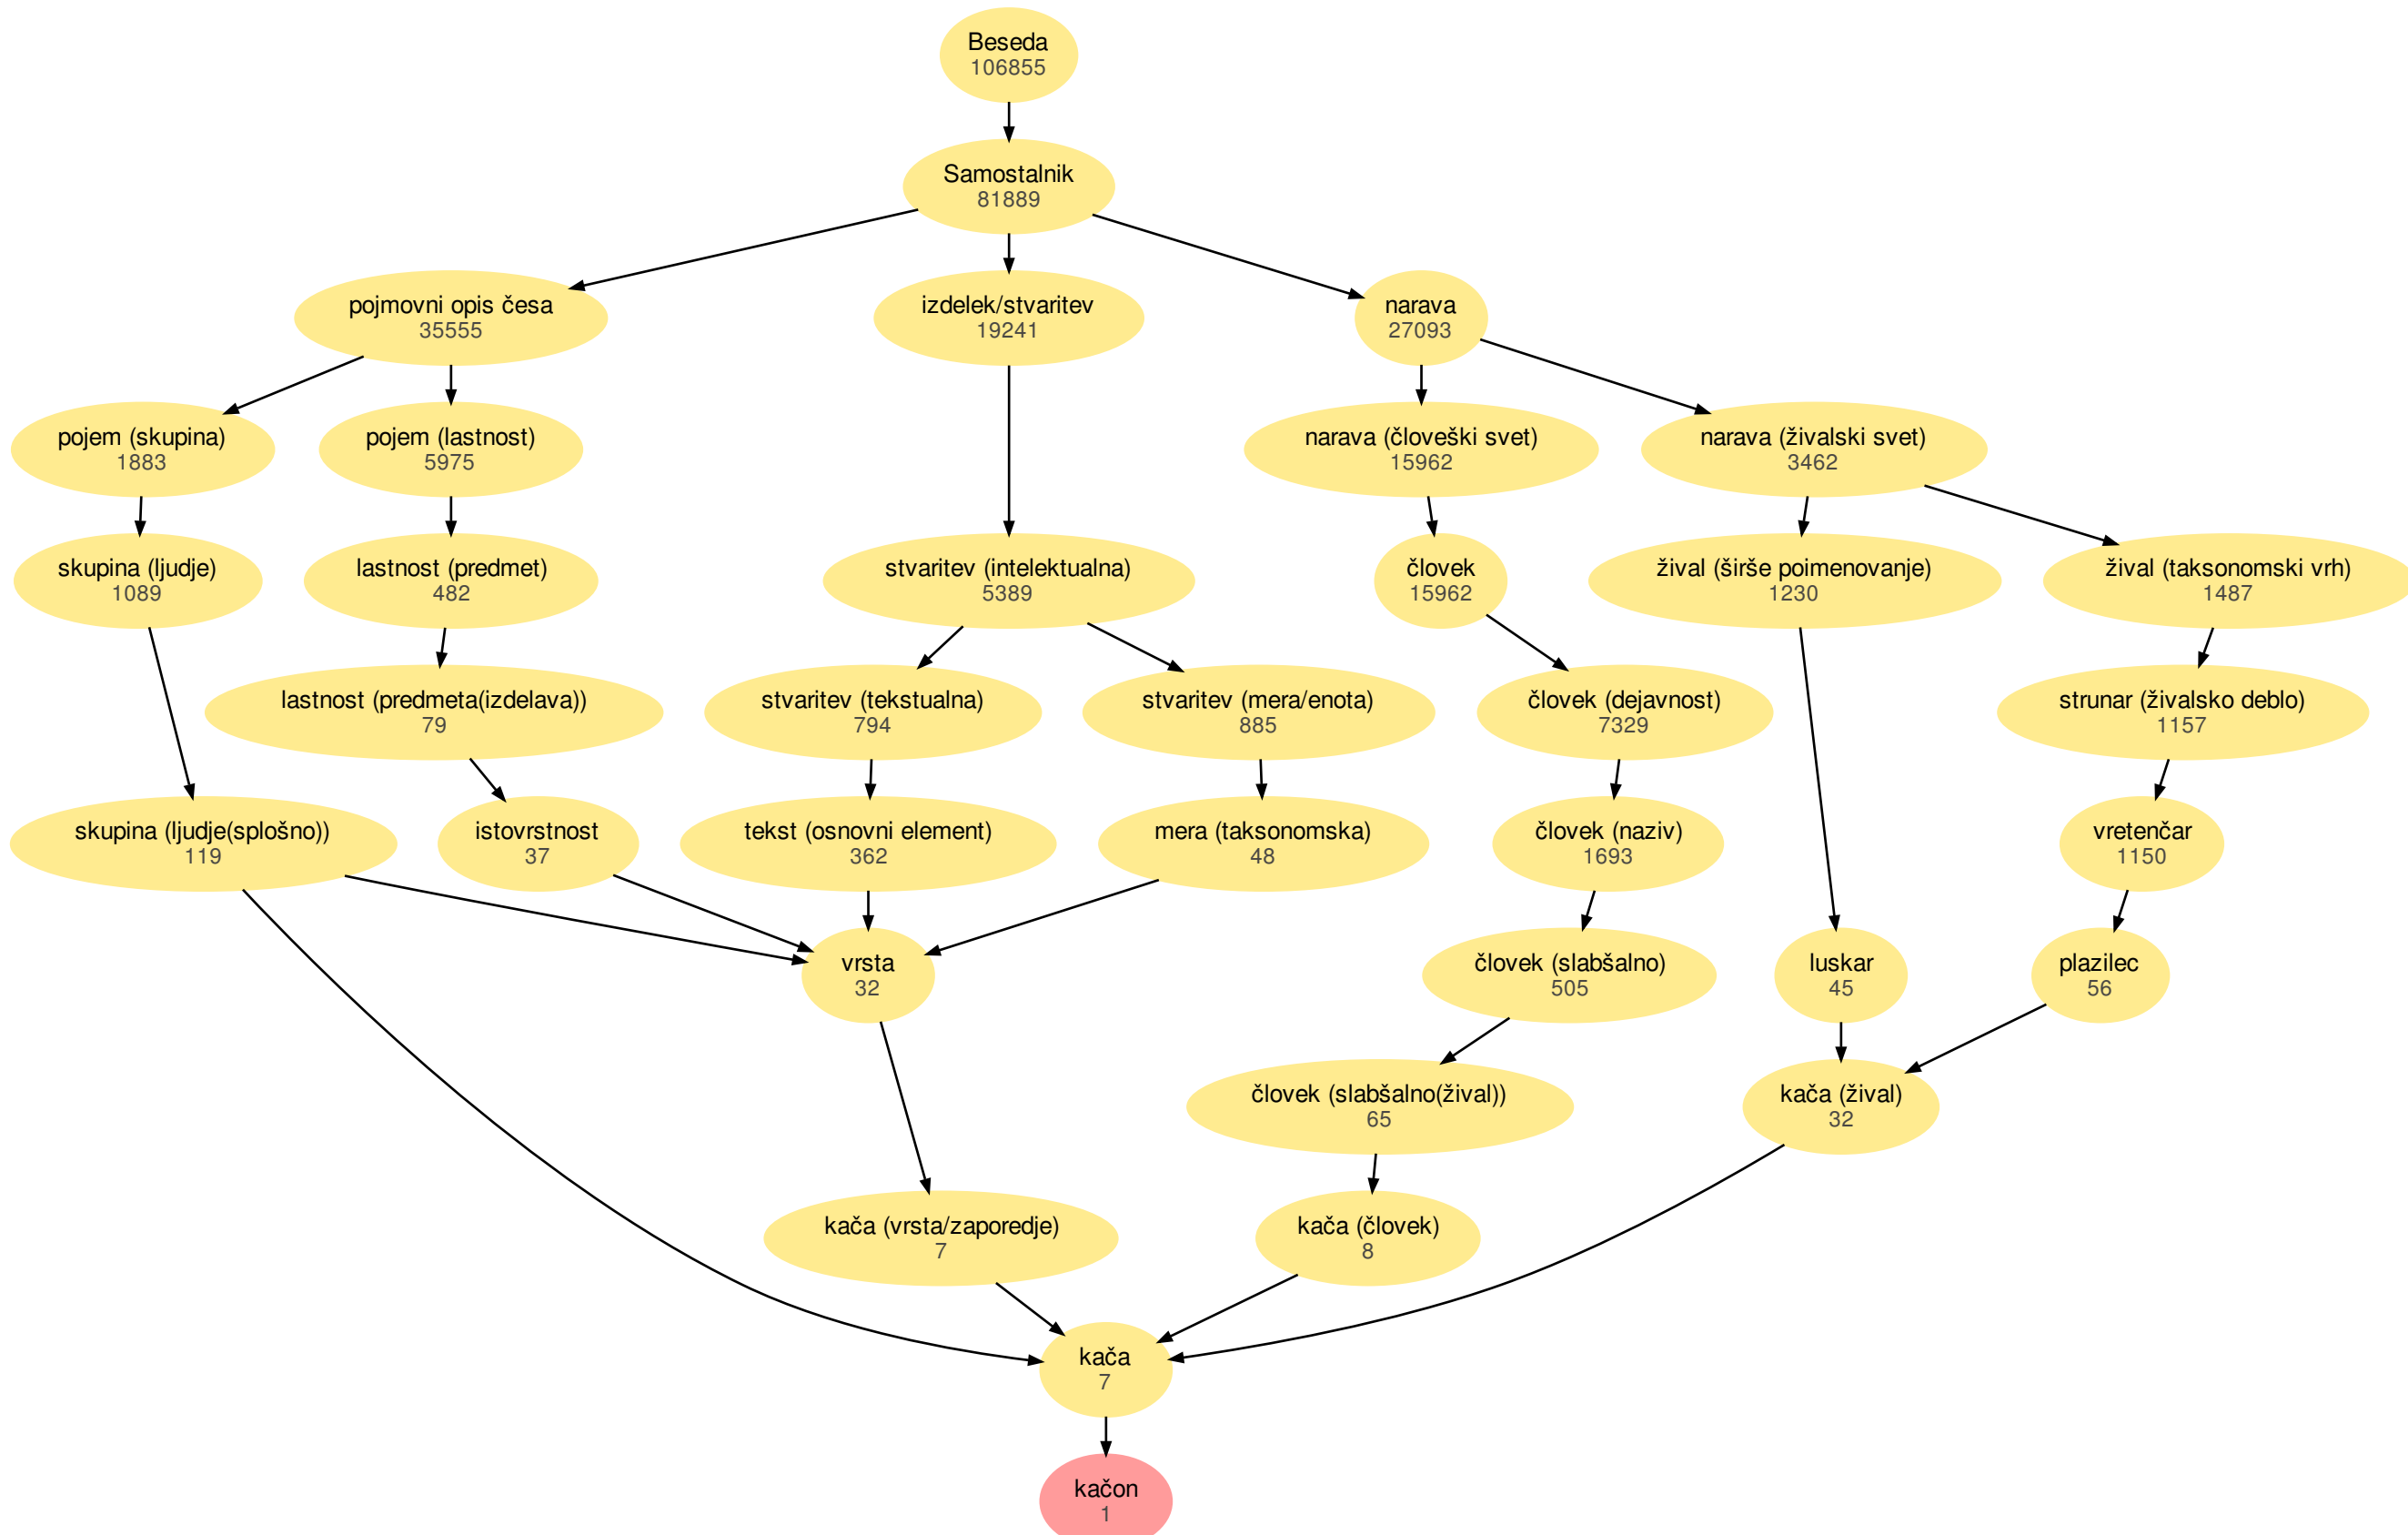 Beseda
106855
Samostalnik
81889
pojmovni opis česa
35555
izdelek/stvaritev
19241
narava
27093
pojem (skupina)
1883
pojem (lastnost)
5975
narava (človeški svet)
15962
narava (živalski svet)
3462
skupina (ljudje)
1089
lastnost (predmet)
482
stvaritev (intelektualna)
5389
človek
15962
žival (širše poimenovanje)
1230
žival (taksonomski vrh)
1487
lastnost (predmeta(izdelava))
79
stvaritev (tekstualna)
794
stvaritev (mera/enota)
885
človek (dejavnost)
7329
strunar (živalsko deblo)
1157
skupina (ljudje(splošno))
119
istovrstnost
37
tekst (osnovni element)
362
mera (taksonomska)
48
človek (naziv)
1693
vretenčar
1150
vrsta
32
človek (slabšalno)
505
luskar
45
plazilec
56
človek (slabšalno(žival))
65
kača (žival)
32
kača (vrsta/zaporedje)
7
kača (človek)
8
kača
7
kačon
1